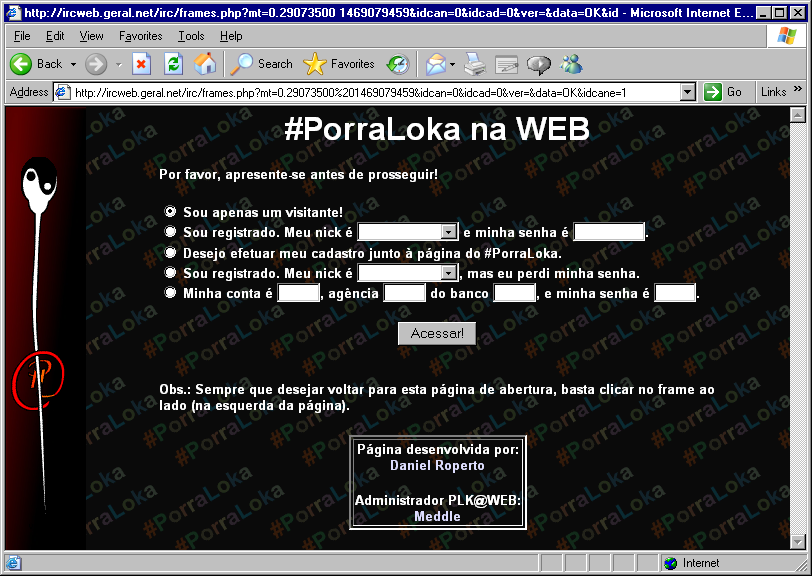 http://ircweb.geral.net/irc/frames.php?mt=0.29073500 1469079459&idcan=0&idcad=0&ver=&data=OK&id - Microsoft Internet E...
File Edit View Favorites Tools Help
Back Search Favorites
Address http://ircweb.geral.net/irc/frames.php?mt=0.29073500%201469079459&idcan=0&idcad=0&ver=&data=OK&idcane=1 Go Links »
#PorraLoka na WEB
Por favor, apresente-se antes de prosseguir!
Sou apenas um visitante!
Sou registrado. Meu nick é e minha senha é .
Desejo efetuar meu cadastro junto à página do #PorraLoka.
Sou registrado. Meu nick é , mas eu perdi minha senha.
Minha conta é , agência do banco , e minha senha é .
Acessar!
Obs.: Sempre que desejar voltar para esta página de abertura, basta clicar no frame ao
lado (na esquerda da página).
Página desenvolvida por:
Daniel Roperto
Administrador PLK@WEB:
Meddle
Internet